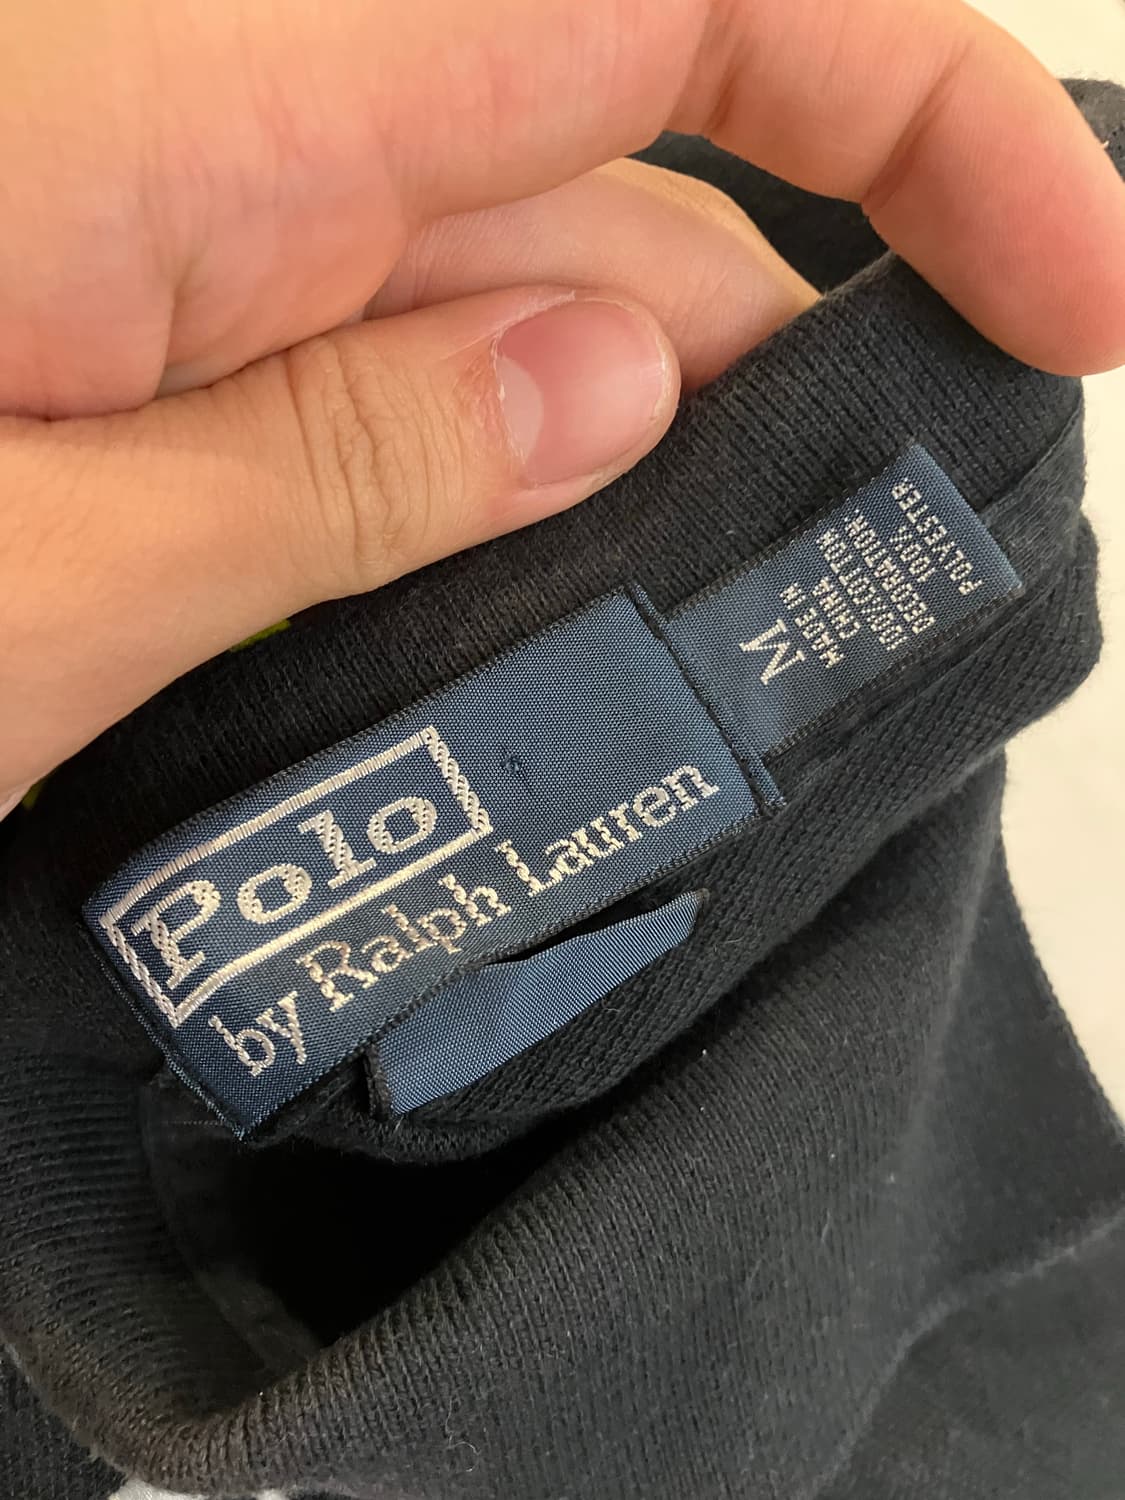 Polo
by Ralph Lauren
M
MADE IN
CHINA
100% COTTON
DECORATION:
100%
POLYESTER